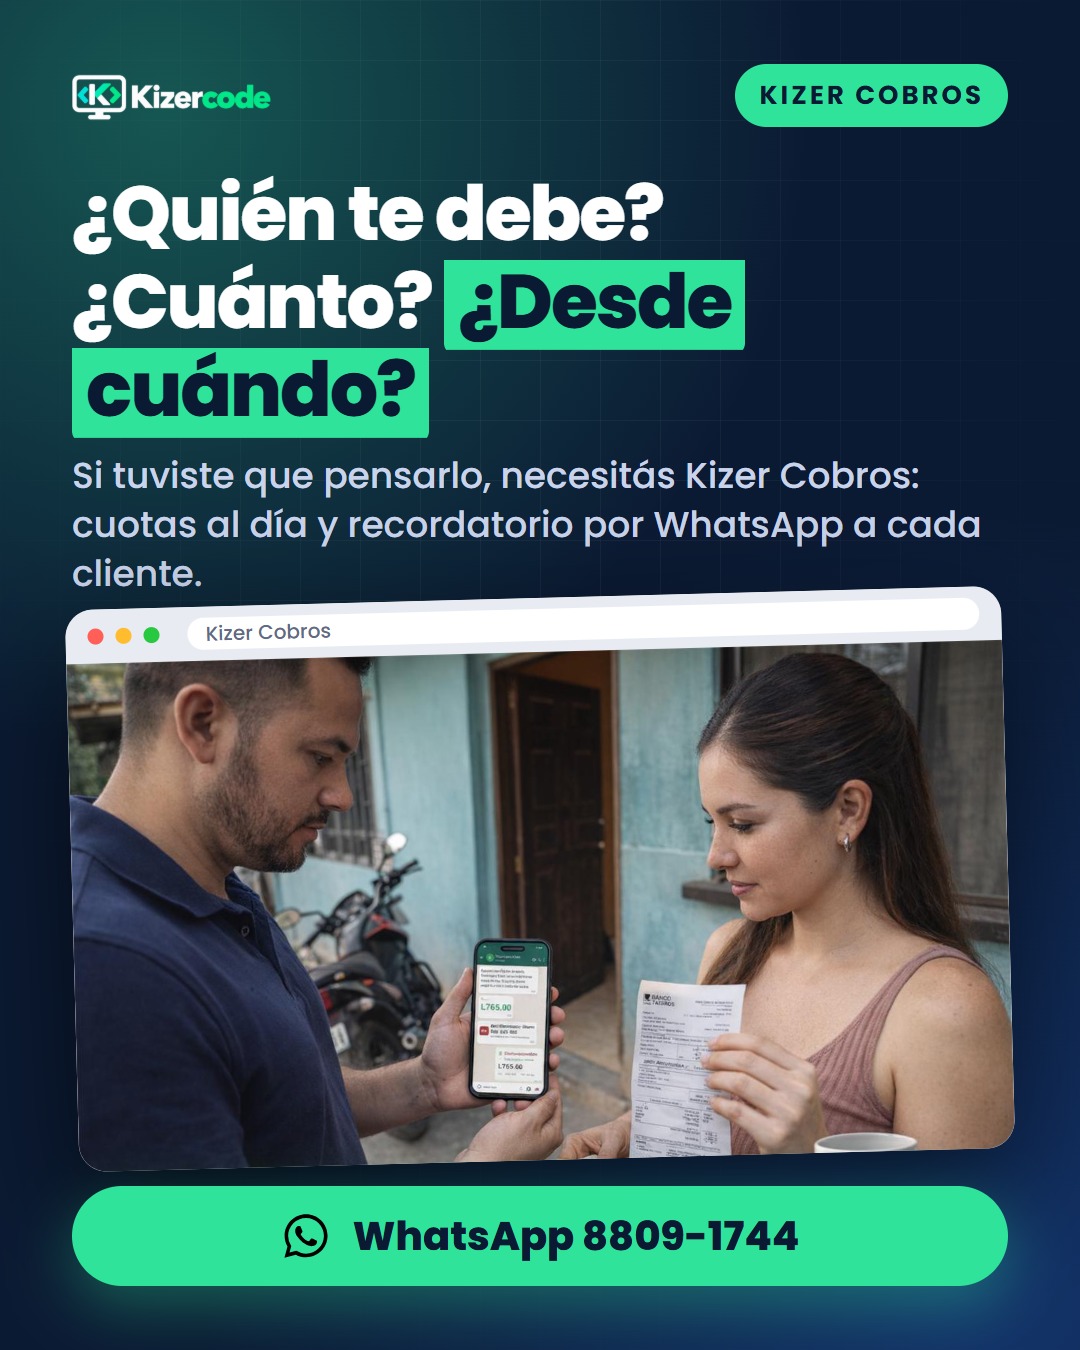 Kizercode
KIZER COBROS
¿Quién te debe?
¿Cuánto? ¿Desde
cuándo?
Si tuviste que pensarlo, necesitás Kizer Cobros:
cuotas al día y recordatorio por WhatsApp a cada
cliente.
Kizer Cobros
L765.00
L765.00
BANCO
WhatsApp 8809-1744